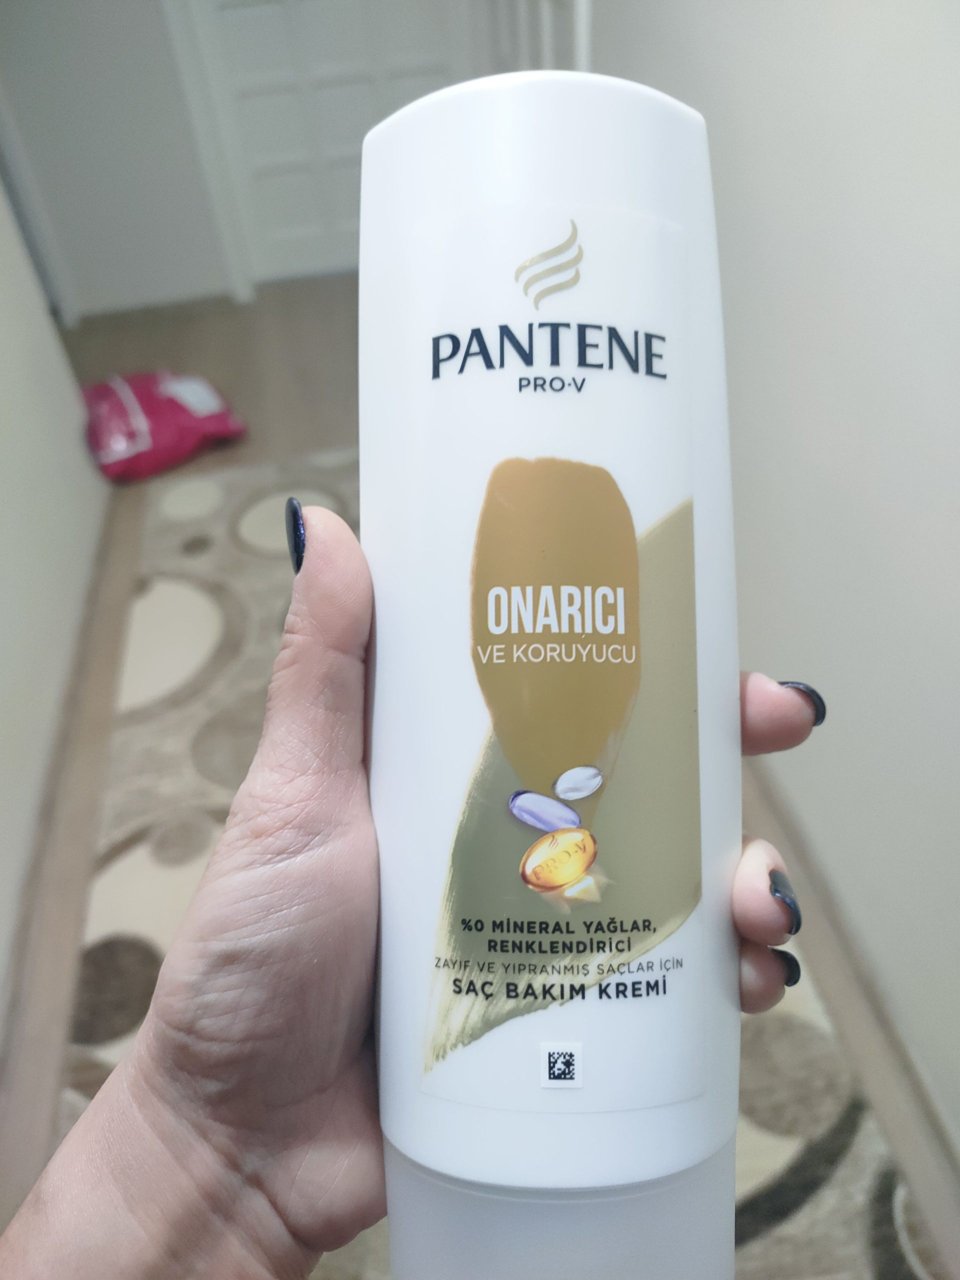 PANTENE
PRO-V
ONARICI
VE KORUYUCU
PRO-V
%0 MİNERAL YAĞLAR,
RENKLENDİRİCİ
ZAYIF VE YIPRANMIŞ SAÇLAR İÇİN
SAÇ BAKIM KREMİ